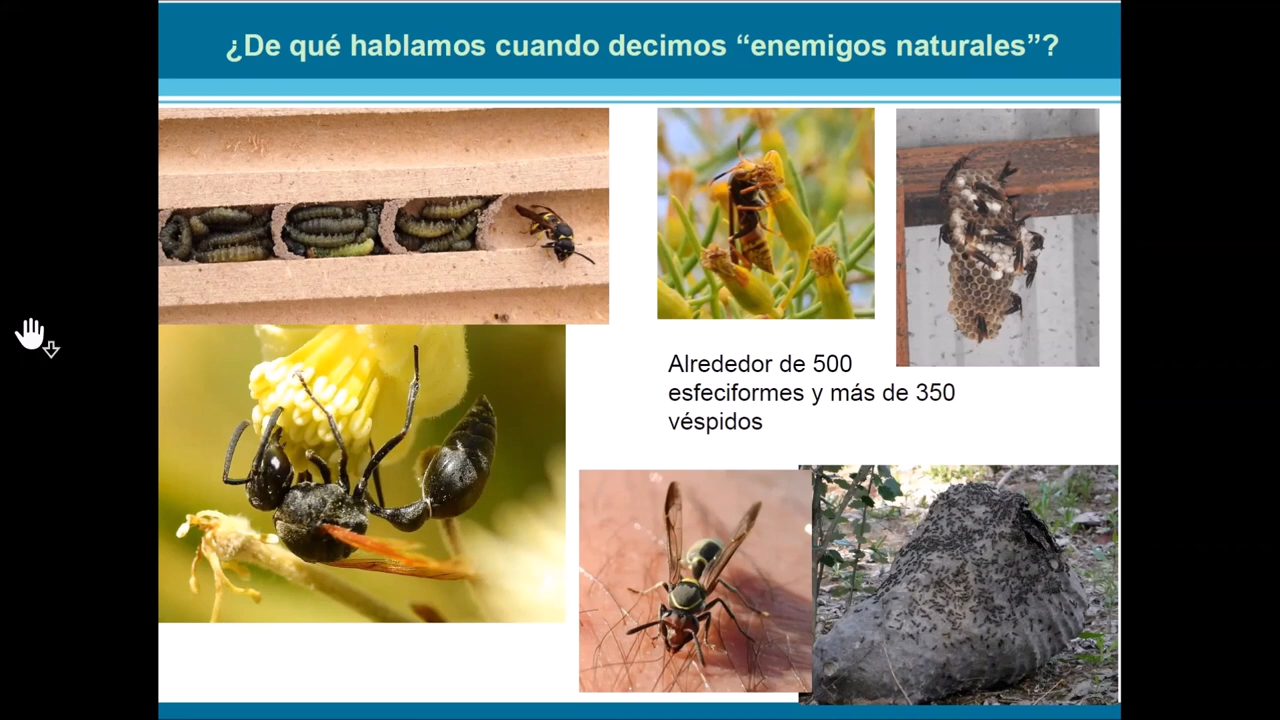 ¿De qué hablamos cuando decimos “enemigos naturales”?
Alrededor de 500
esfeciformes y más de 350
véspidos